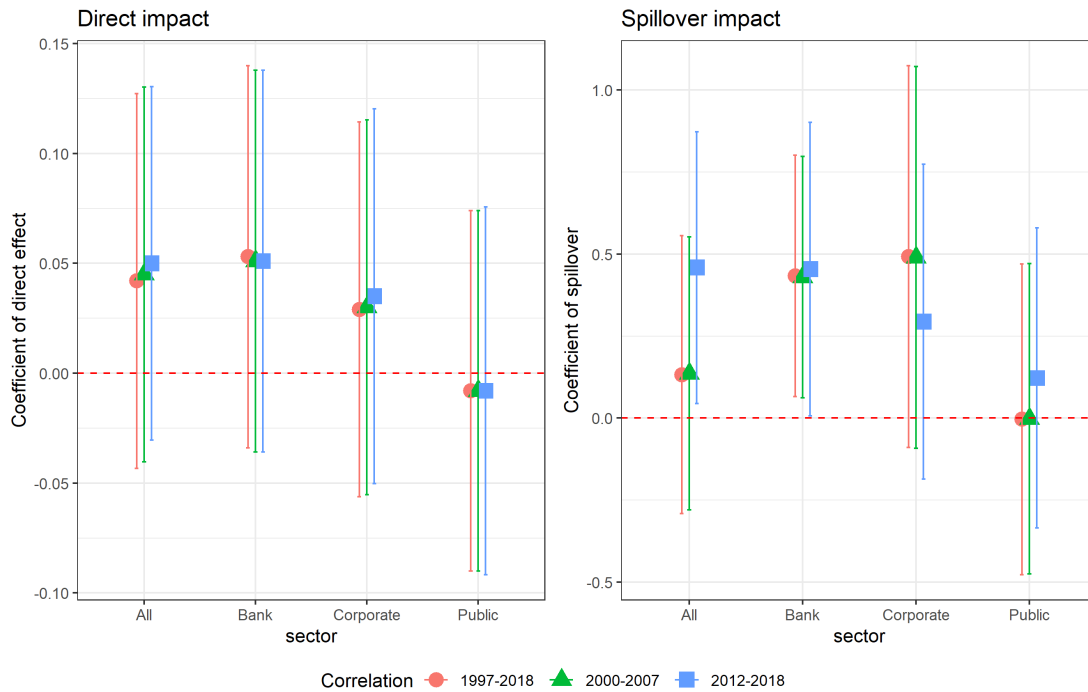 Direct impact
Coefficient of direct effect
0.15
0.10
0.05
0.00
-0.05
-0.10
All Bank Corporate Public
sector
Spillover impact
Coefficient of spillover
1.0
0.5
0.0
-0.5
All Bank Corporate Public
sector
Correlation 1997-2018 2000-2007 2012-2018